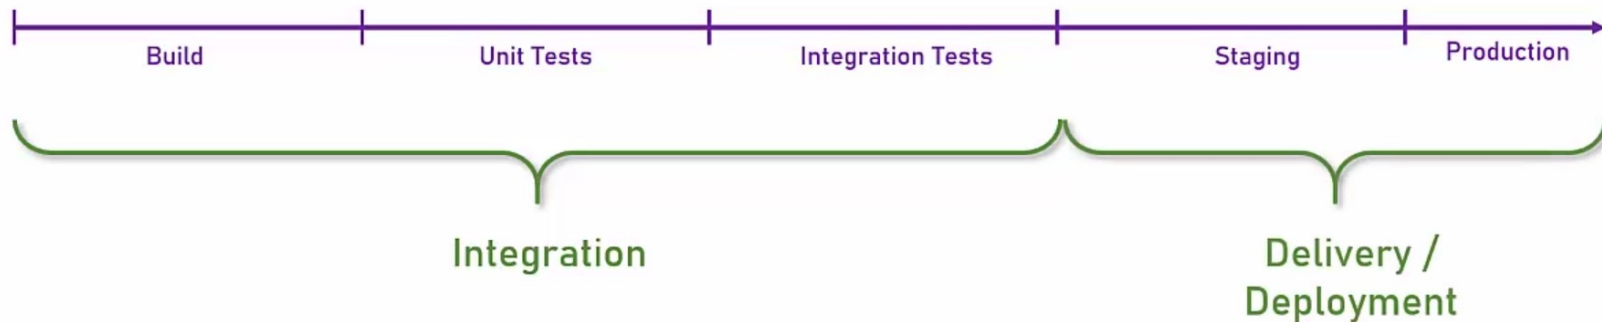 Build
Unit Tests
Integration Tests
Staging
Production
Integration
Delivery /
Deployment